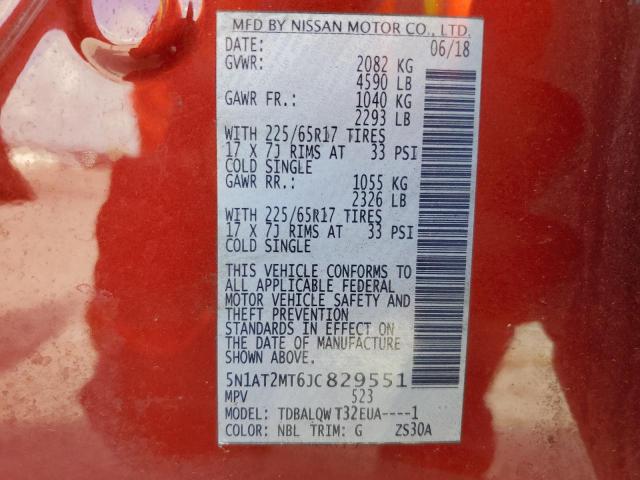 MFD BY NISSAN MOTOR CO., LTD.
DATE: 06/18
GVWR: 2082 KG
4590 LB
GAWR FR.: 1040 KG
2293 LB
WITH 225/65R17 TIRES
17 X 7J RIMS AT 33 PSI
COLD SINGLE
GAWR RR.: 1055 KG
2326 LB
WITH 225/65R17 TIRES
17 X 7J RIMS AT 33 PSI
COLD SINGLE
THIS VEHICLE CONFORMS TO
ALL APPLICABLE FEDERAL
MOTOR VEHICLE SAFETY AND
THEFT PREVENTION
STANDARDS IN EFFECT ON
THE DATE OF MANUFACTURE
SHOWN ABOVE.
5N1AT2MT6JC829551
MPV 523
MODEL: TDBALQW T32EUA----1
COLOR: NBL TRIM: G ZS30A